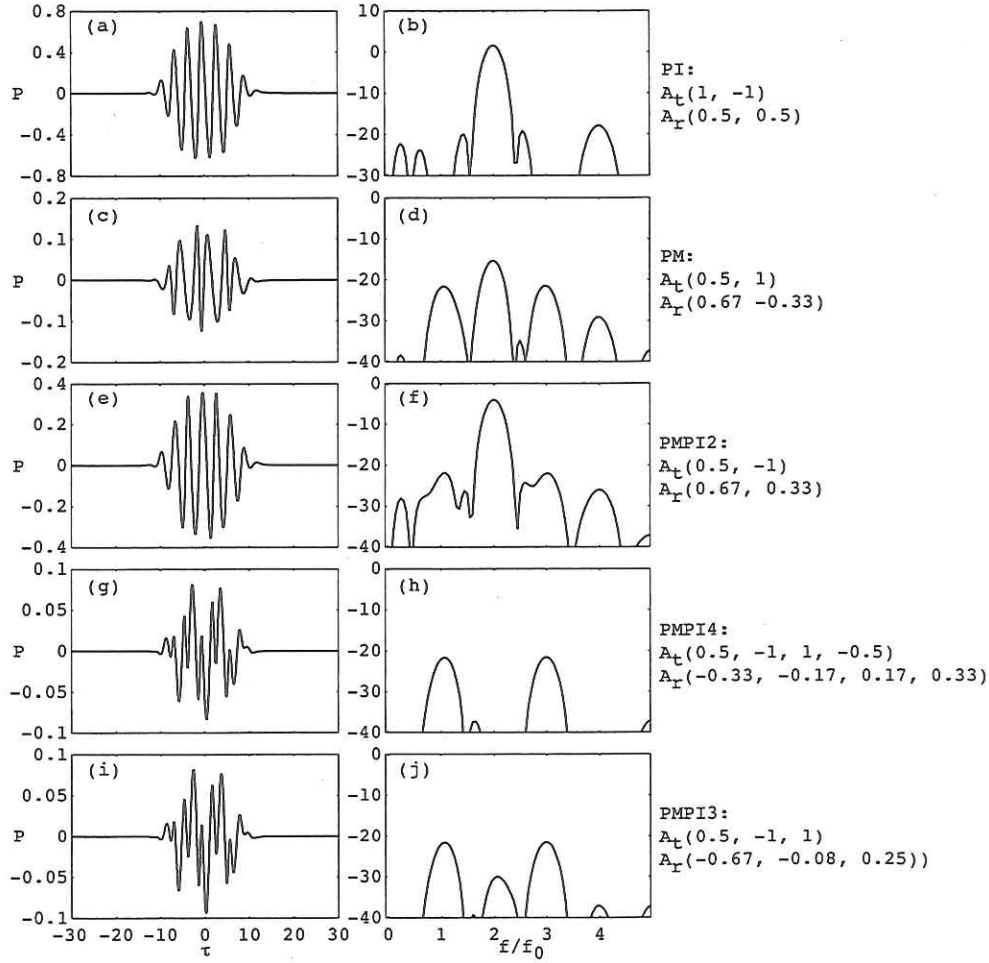 (a)
0.8
0.4
P 0
-0.4
-0.8
(b)
10
0
-10
-20
-30
PI:
At(1, -1)
Ar(0.5, 0.5)
(c)
0.2
0.1
P 0
-0.1
-0.2
(d)
0
-10
-20
-30
-40
PM:
At(0.5, 1)
Ar(0.67 -0.33)
(e)
0.4
0.2
P 0
-0.2
-0.4
(f)
0
-10
-20
-30
-40
PMPI2:
At(0.5, -1)
Ar(0.67, 0.33)
(g)
0.1
0.05
P 0
-0.05
-0.1
(h)
0
-10
-20
-30
-40
PMPI4:
At(0.5, -1, 1, -0.5)
Ar(-0.33, -0.17, 0.17, 0.33)
(i)
0.1
0.05
P 0
-0.05
-0.1
-30 -20 -10 0 10 20 30
τ
(j)
0
-10
-20
-30
-40
0 1 2 3 4
f/f0
PMPI3:
At(0.5, -1, 1)
Ar(-0.67, -0.08, 0.25))